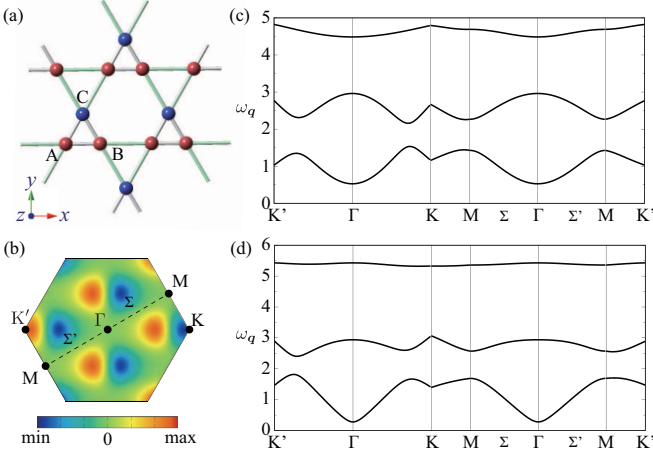 (a)
C
A
B
y
z
x
(b)
M
Σ
K'
Γ
K
Σ'
M
min 0 max
(c)
5
4
3
ω_q
2
1
0
K' Γ K M Σ Γ Σ' M K'
(d)
6
5
4
ω_q
3
2
1
0
K' Γ K M Σ Γ Σ' M K'